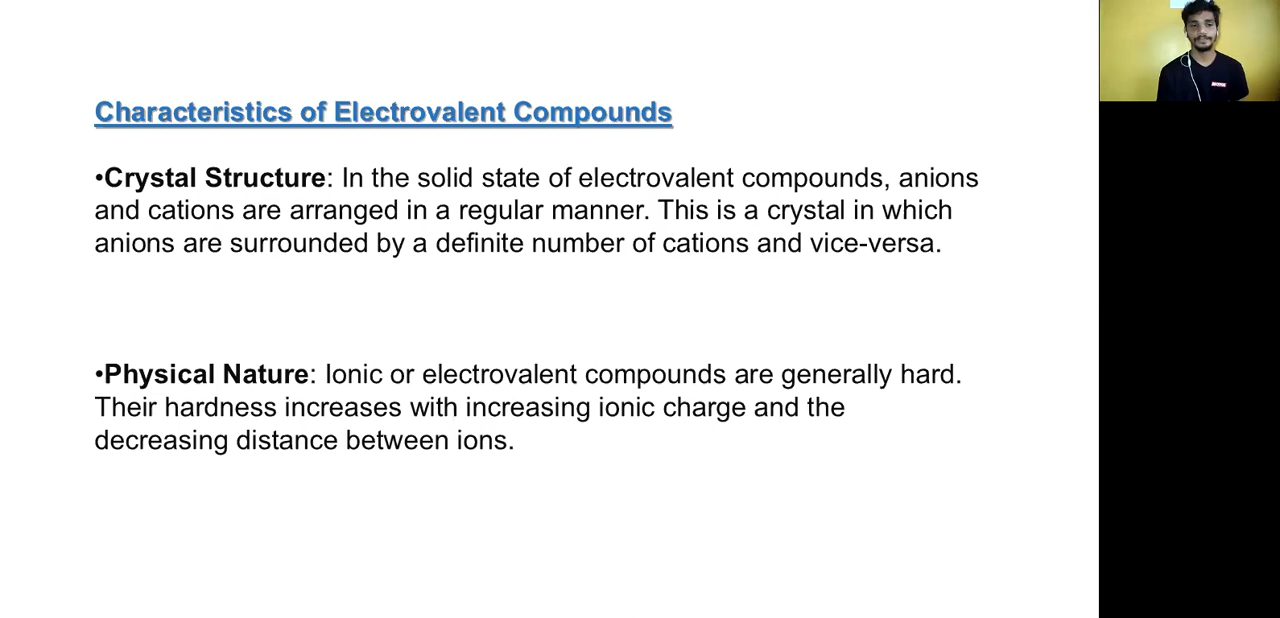 Characteristics of Electrovalent Compounds
•Crystal Structure: In the solid state of electrovalent compounds, anions
and cations are arranged in a regular manner. This is a crystal in which
anions are surrounded by a definite number of cations and vice-versa.
•Physical Nature: Ionic or electrovalent compounds are generally hard.
Their hardness increases with increasing ionic charge and the
decreasing distance between ions.